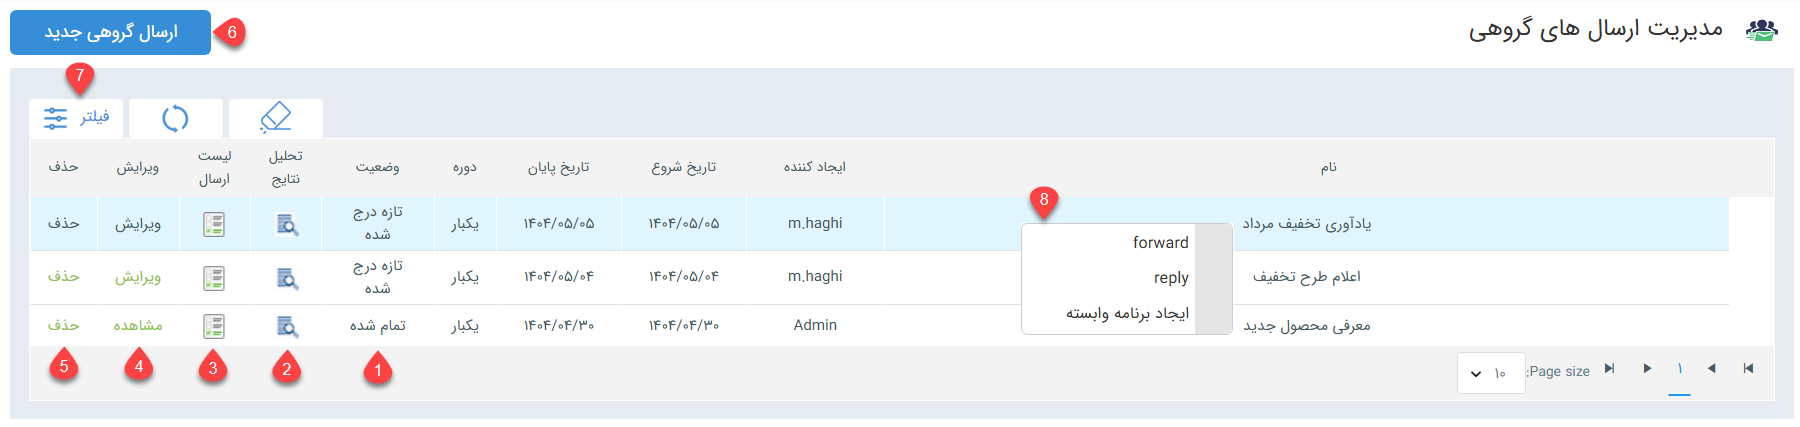 مدیریت ارسال های گروهی
6
ارسال گروهی جدید
7
فیلتر
نام
ایجاد کننده
تاریخ شروع
تاریخ پایان
دوره
وضعیت
تحلیل
نتایج
لیست
ارسال
ویرایش
حذف
یادآوری تخفیف مرداد
m.haghi
۱۴۰۴/۰۵/۰۵
۱۴۰۴/۰۵/۰۵
یکبار
تازه درج
شده
ویرایش
حذف
اعلام طرح تخفیف
m.haghi
۱۴۰۴/۰۵/۰۴
۱۴۰۴/۰۵/۰۴
یکبار
تازه درج
شده
ویرایش
حذف
معرفی محصول جدید
Admin
۱۴۰۴/۰۴/۳۰
۱۴۰۴/۰۴/۳۰
یکبار
تمام شده
مشاهده
حذف
8
forward
reply
ایجاد برنامه وابسته
1
2
3
4
5
۱
Page size:
۱۰